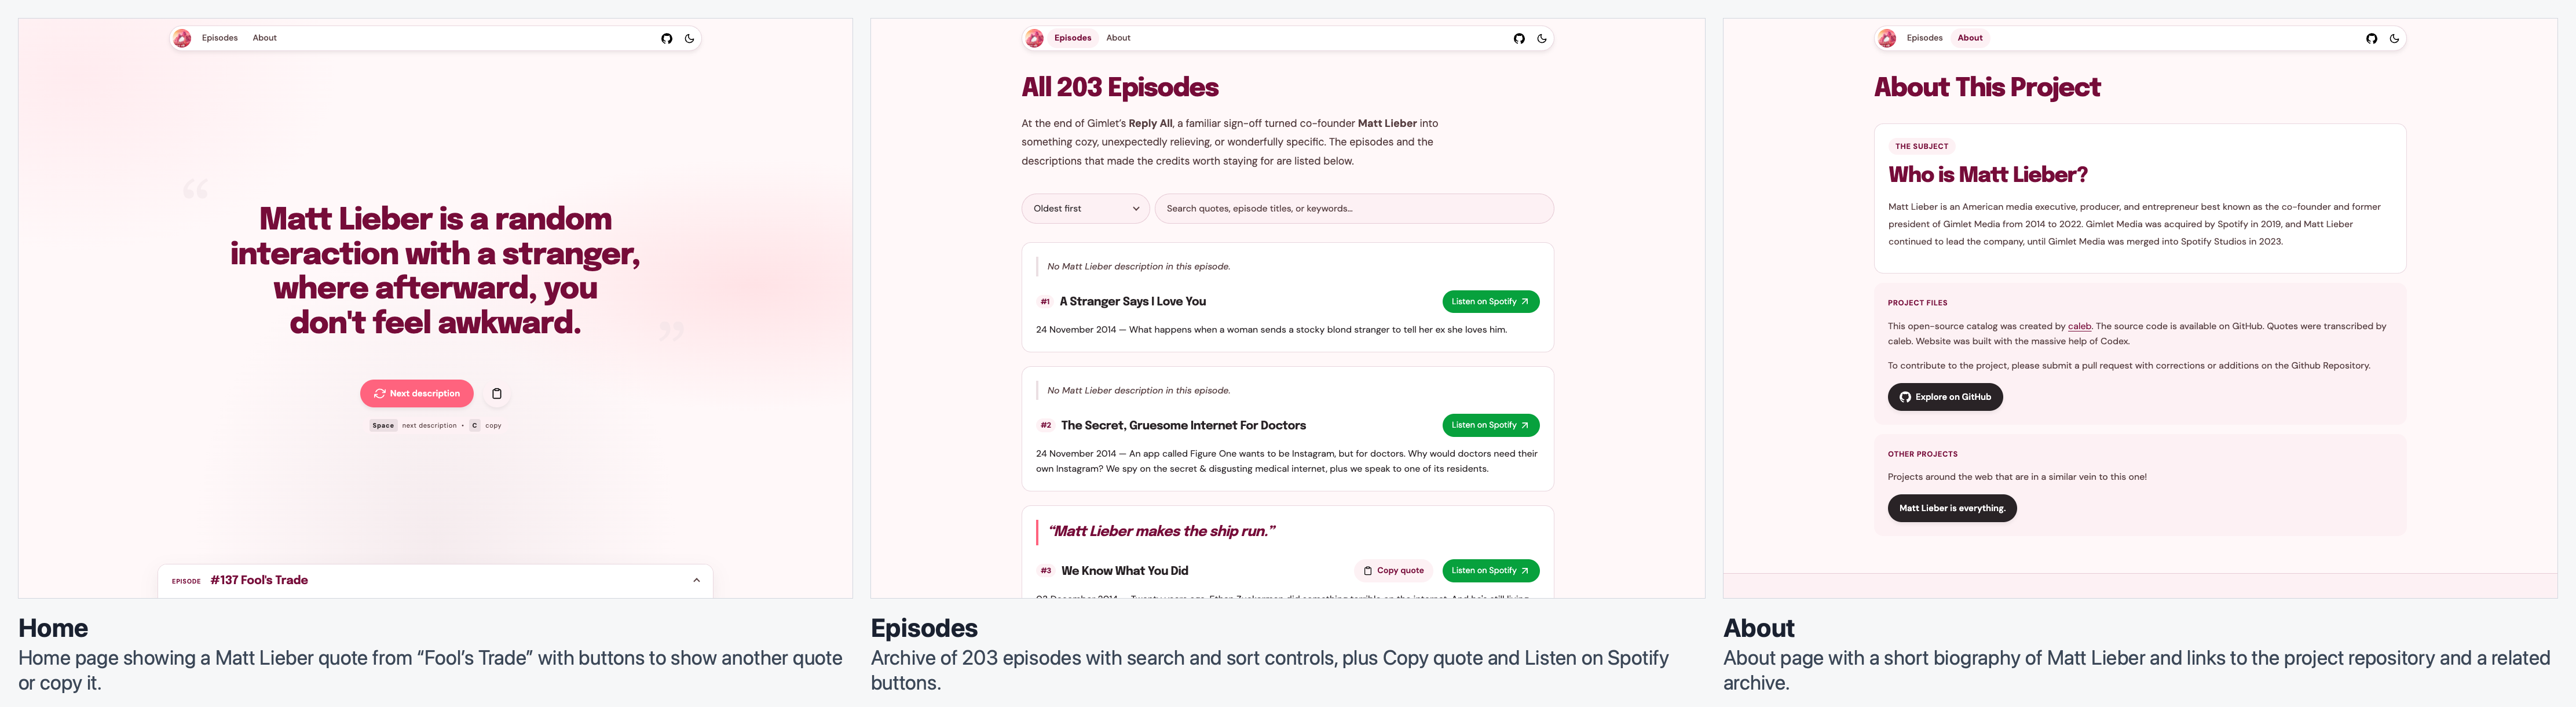 Episodes About
“
Matt Lieber is a random
interaction with a stranger,
where afterward, you
don't feel awkward.
”
Next description
Space next description • C copy
EPISODE #137 Fool's Trade
Home
Home page showing a Matt Lieber quote from “Fool’s Trade” with buttons to show another quote
or copy it.
Episodes About
All 203 Episodes
At the end of Gimlet’s Reply All, a familiar sign-off turned co-founder Matt Lieber into
something cozy, unexpectedly relieving, or wonderfully specific. The episodes and the
descriptions that made the credits worth staying for are listed below.
Oldest first Search quotes, episode titles, or keywords...
No Matt Lieber description in this episode.
#1 A Stranger Says I Love You Listen on Spotify
24 November 2014 — What happens when a woman sends a stocky blond stranger to tell her ex she loves him.
No Matt Lieber description in this episode.
#2 The Secret, Gruesome Internet For Doctors Listen on Spotify
24 November 2014 — An app called Figure One wants to be Instagram, but for doctors. Why would doctors need their
own Instagram? We spy on the secret & disgusting medical internet, plus we speak to one of its residents.
“Matt Lieber makes the ship run.”
#3 We Know What You Did Copy quote Listen on Spotify
Episodes
Archive of 203 episodes with search and sort controls, plus Copy quote and Listen on Spotify
buttons.
Episodes About
About This Project
THE SUBJECT
Who is Matt Lieber?
Matt Lieber is an American media executive, producer, and entrepreneur best known as the co-founder and former
president of Gimlet Media from 2014 to 2022. Gimlet Media was acquired by Spotify in 2019, and Matt Lieber
continued to lead the company, until Gimlet Media was merged into Spotify Studios in 2023.
PROJECT FILES
This open-source catalog was created by caleb. The source code is available on GitHub. Quotes were transcribed by
caleb. Website was built with the massive help of Codex.
To contribute to the project, please submit a pull request with corrections or additions on the Github Repository.
Explore on GitHub
OTHER PROJECTS
Projects around the web that are in a similar vein to this one!
Matt Lieber is everything.
About
About page with a short biography of Matt Lieber and links to the project repository and a related
archive.